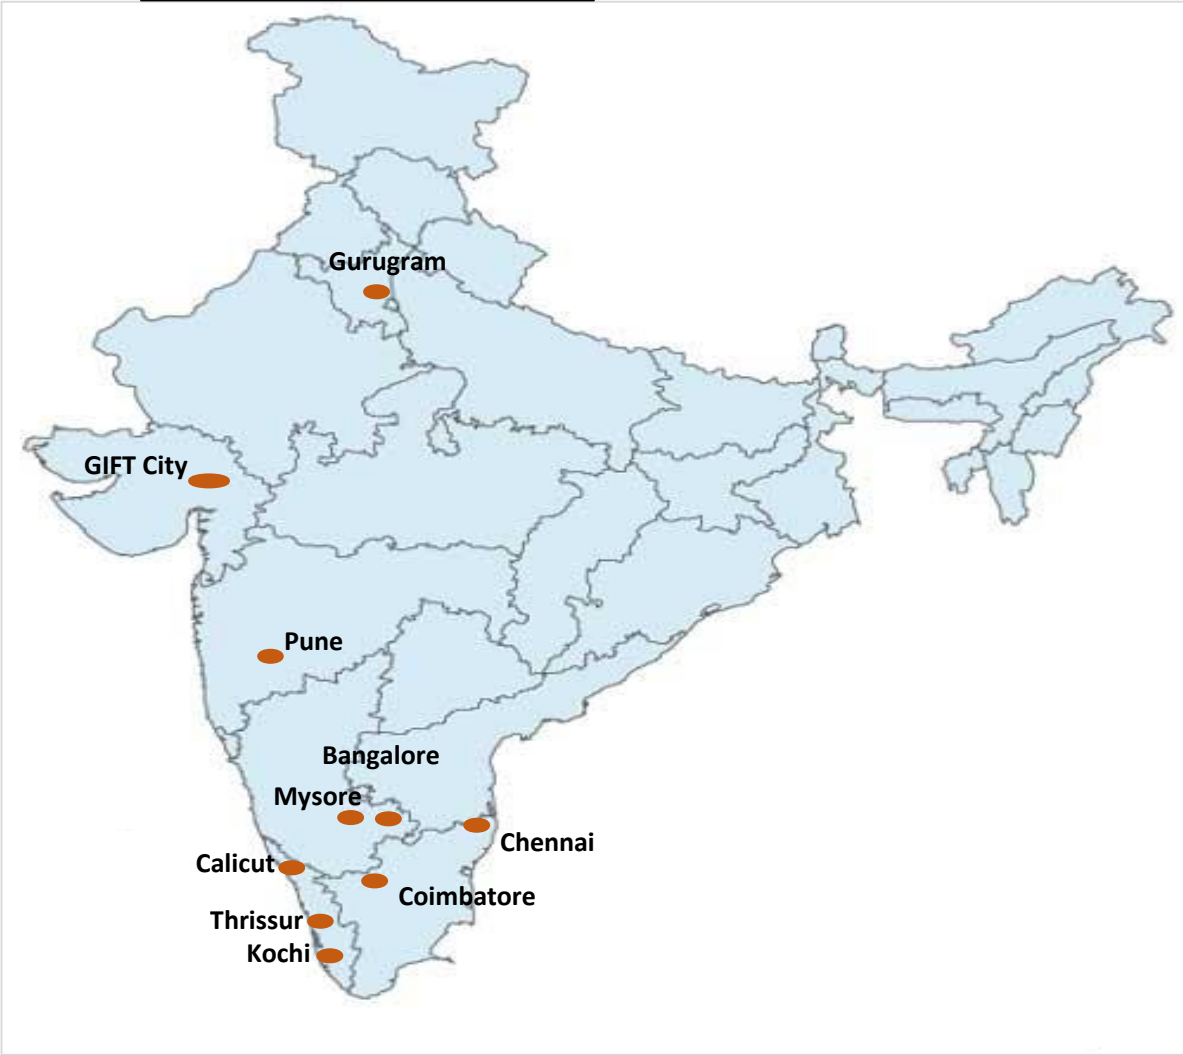 Gurugram
GIFT City
Pune
Bangalore
Mysore
Chennai
Calicut
Coimbatore
Thrissur
Kochi